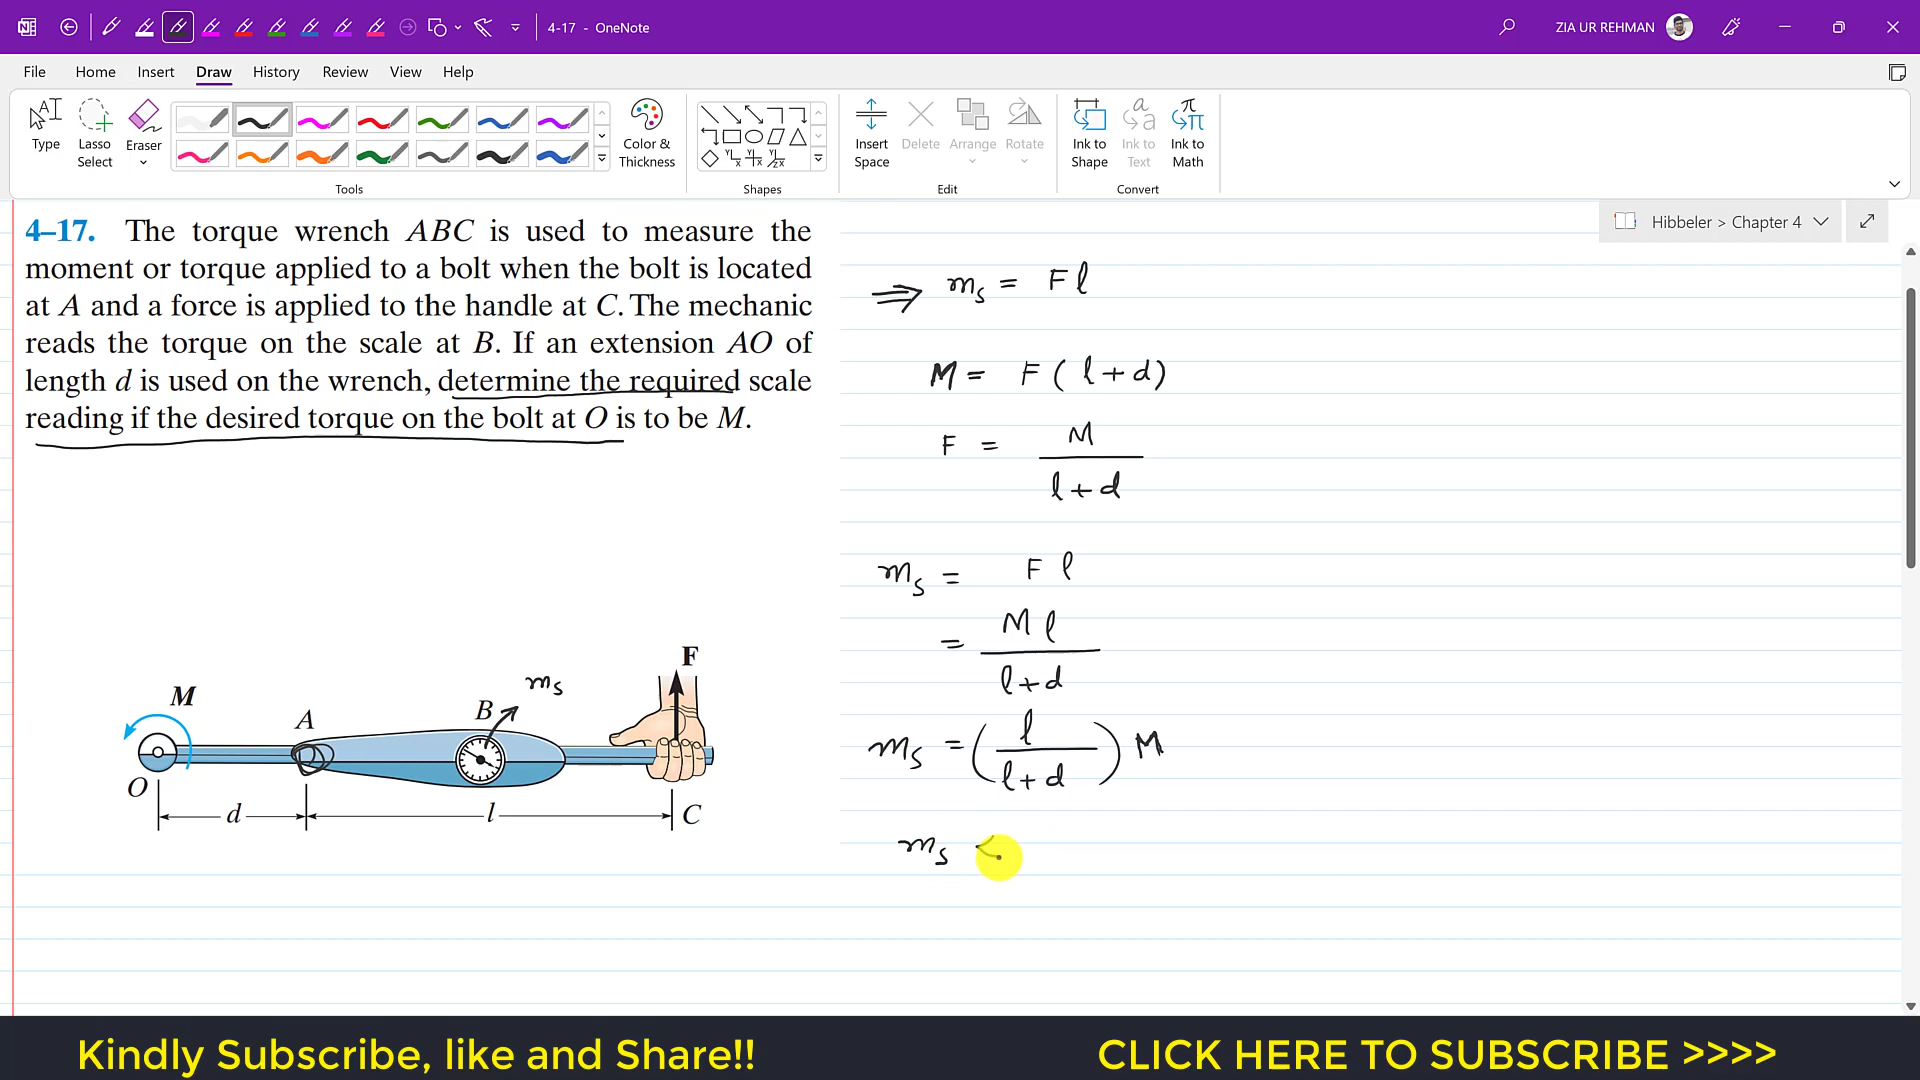 4-17 - OneNote
ZIA UR REHMAN
File Home Insert Draw History Review View Help
Type
Lasso Select
Eraser
Color & Thickness
Insert Space
Delete
Arrange
Rotate
Ink to Shape
Ink to Text
Ink to Math
Tools
Shapes
Edit
Convert
Hibbeler > Chapter 4
4–17. The torque wrench ABC is used to measure the
moment or torque applied to a bolt when the bolt is located
at A and a force is applied to the handle at C. The mechanic
reads the torque on the scale at B. If an extension AO of
length d is used on the wrench, determine the required scale
reading if the desired torque on the bolt at O is to be M.
F
M
A
B
ms
O
d
l
C
⇒ ms = Fl
M = F ( l + d )
F = M / l + d
ms = F l
= M l / l + d
ms = ( l / l + d ) M
ms <
Kindly Subscribe, like and Share!!
CLICK HERE TO SUBSCRIBE >>>>